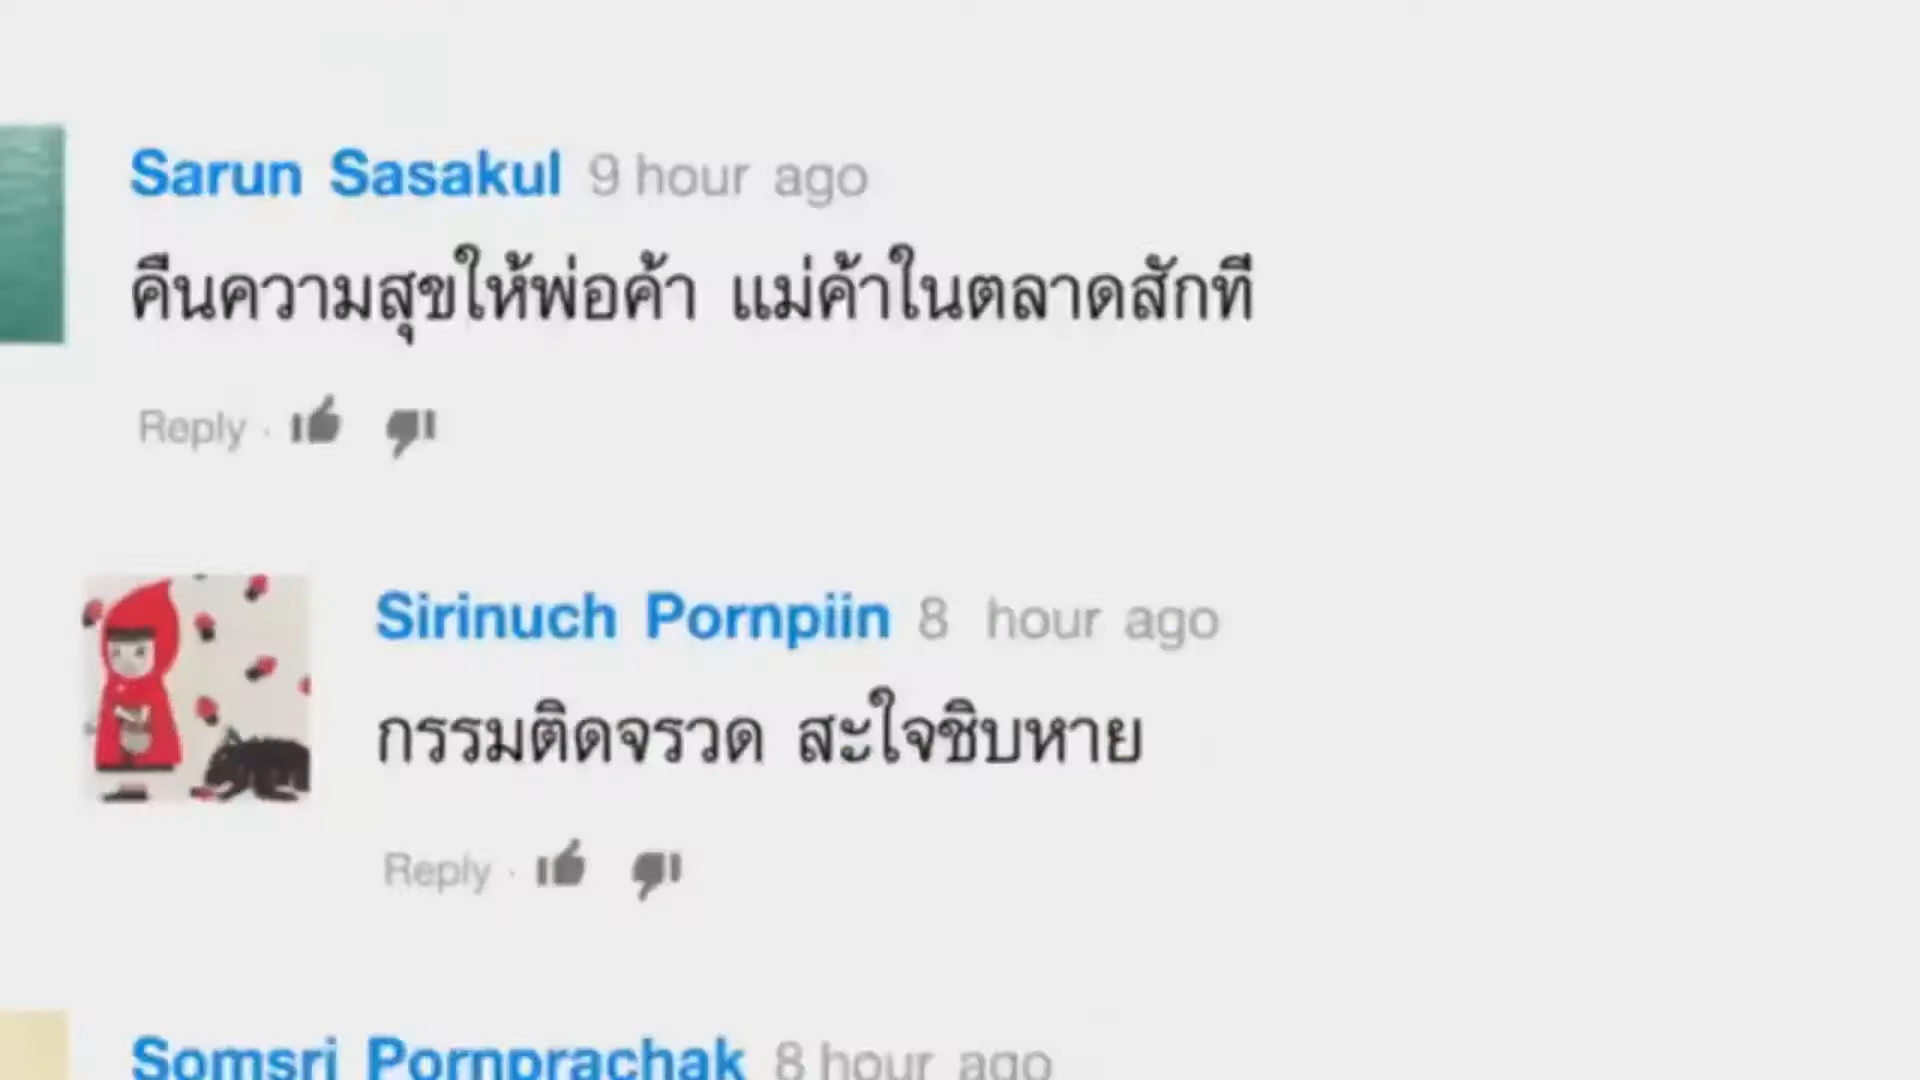 Sarun Sasakul 9 hour ago
คืนความสุขให้พ่อค้า แม่ค้าในตลาดสักที
Reply ·
Sirinuch Pornpiin 8 hour ago
กรรมติดจรวด สะใจชิบหาย
Reply ·
Somsri Pornprachak 8 hour ago